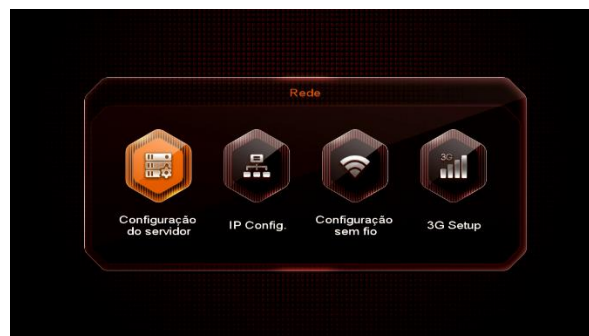 Rede
3G
Configuração
do servidor
IP Config.
Configuração
sem fio
3G Setup